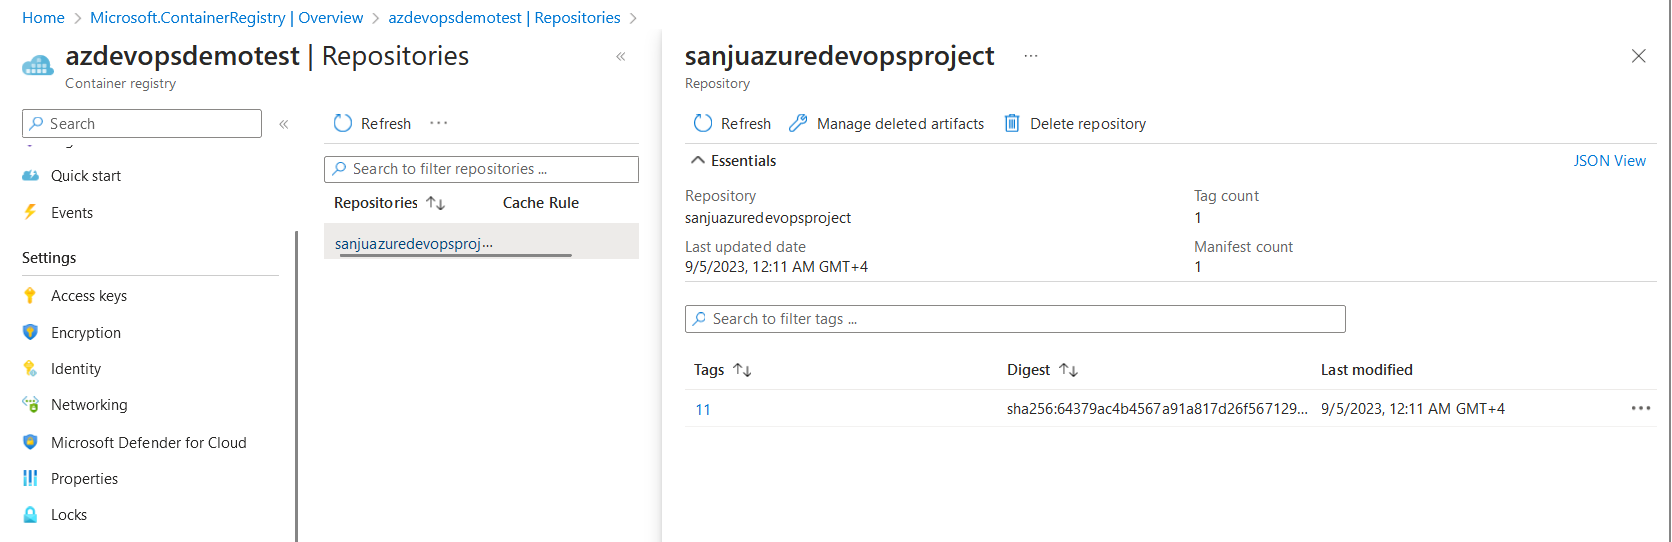 Home > Microsoft.ContainerRegistry | Overview > azdevopsdemotest | Repositories >
azdevopsdemotest | Repositories «
Container registry
Search «
Quick start
Events
Settings
Access keys
Encryption
Identity
Networking
Microsoft Defender for Cloud
Properties
Locks
Refresh ...
Search to filter repositories ...
Repositories ↑↓ Cache Rule
sanjuazuredevopsproj...
sanjuazuredevopsproject ...
Repository
Refresh Manage deleted artifacts Delete repository
Essentials JSON View
Repository Tag count
sanjuazuredevopsproject 1
Last updated date Manifest count
9/5/2023, 12:11 AM GMT+4 1
Search to filter tags ...
Tags ↑↓ Digest ↑↓ Last modified
11 sha256:64379ac4b4567a91a817d26f567129... 9/5/2023, 12:11 AM GMT+4 ...